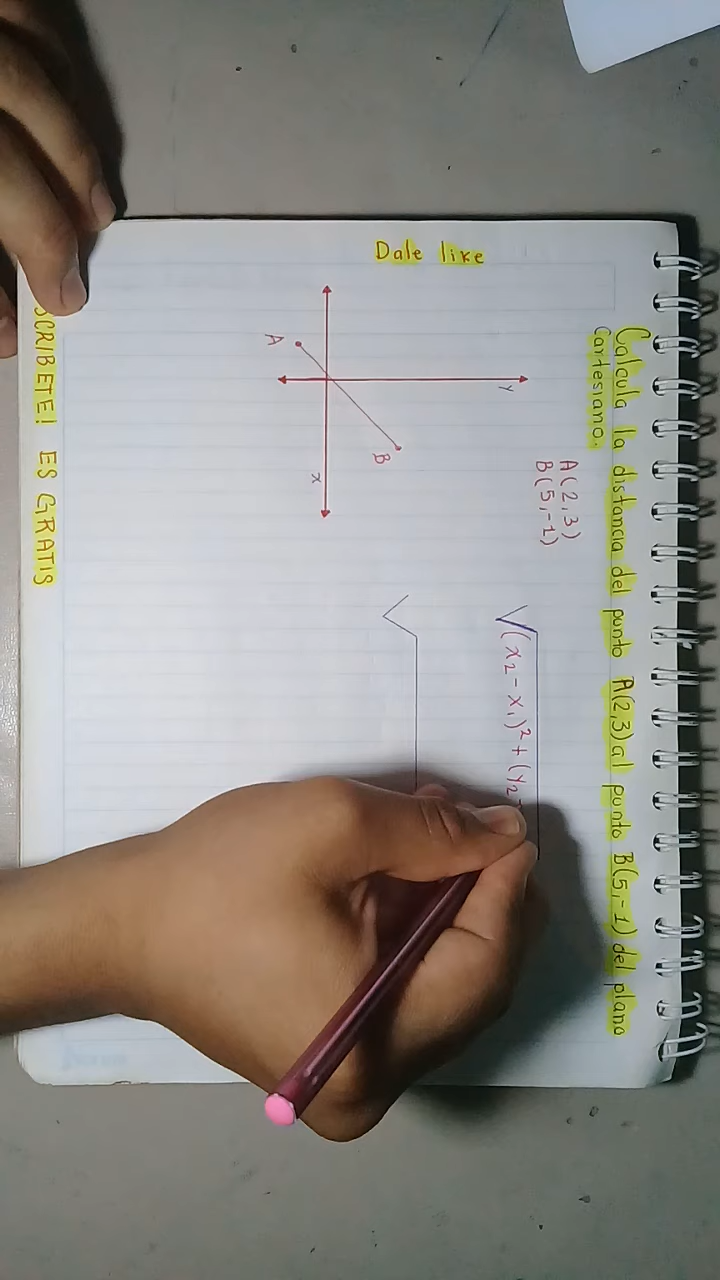 Calcula la distancia del punto A(2,3) al punto B(5,-1) del plano
cartesiano.
A(2,3)
B(5,-1)
Dale like
y
A
B
x
√(x₂-x₁)²+(y₂-
SCRIBETE! ES GRATIS